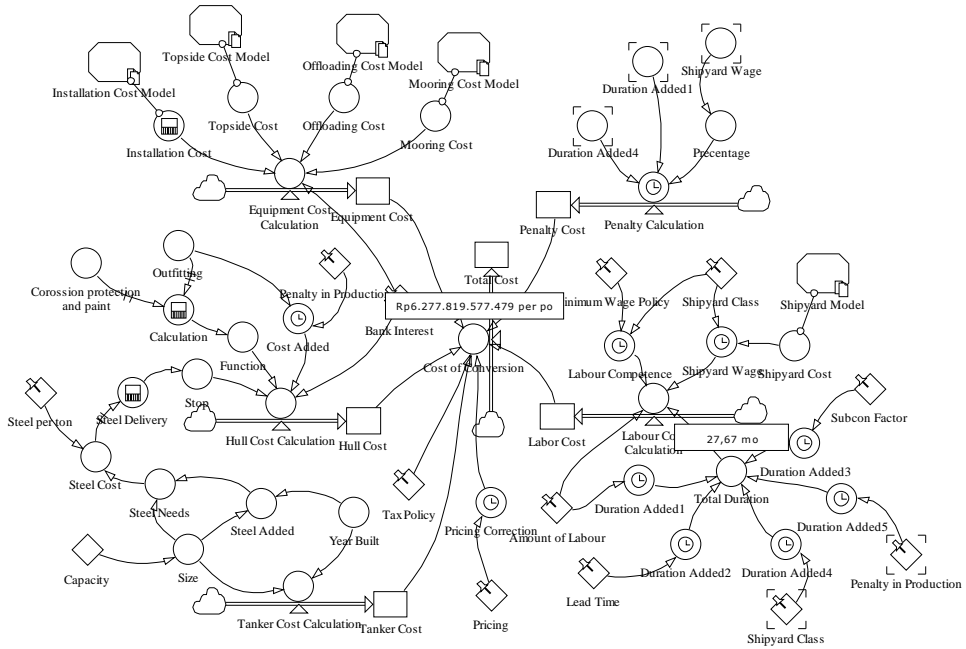 Topside Cost Model
Offloading Cost Model
Mooring Cost Model
Installation Cost Model
Topside Cost
Offloading Cost
Mooring Cost
Installation Cost
Equipment Cost
Calculation
Equipment Cost
Duration Added1
Shipyard Wage
Duration Added4
Precentage
Penalty Cost
Penalty Calculation
Outfitting
Corossion protection
and paint
Calculation
Penalty in Production
Cost Added
Function
Bank Interest
Total Cost
Rp6.277.819.577.479 per po
Cost of Conversion
inimum Wage Policy
Shipyard Class
Shipyard Model
Labour Competence
Shipyard Wage
Shipyard Cost
Steel per ton
Steel Delivery
Stop
Hull Cost Calculation
Hull Cost
Labor Cost
Labour Co
Calculation
27,67 mo
Subcon Factor
Duration Added3
Steel Cost
Steel Needs
Steel Added
Year Built
Tax Policy
Pricing Correction
Amount of Labour
Duration Added1
Total Duration
Duration Added5
Capacity
Size
Duration Added2
Duration Added4
Penalty in Production
Lead Time
Tanker Cost Calculation
Tanker Cost
Pricing
Shipyard Class